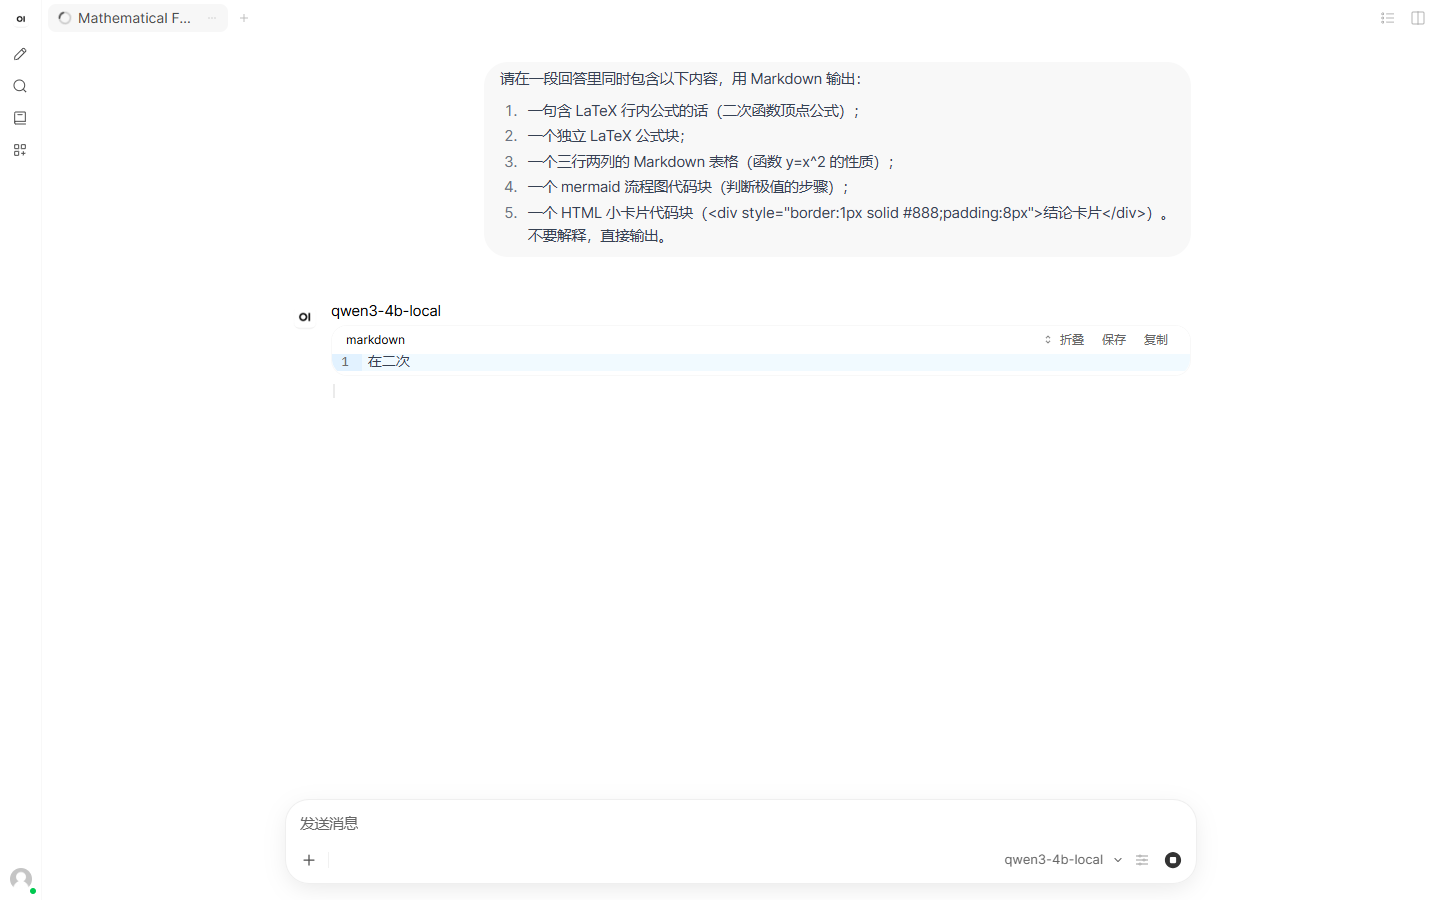 OI
Mathematical F...
请在一段回答里同时包含以下内容，用 Markdown 输出：
1. 一句含 LaTeX 行内公式的话（二次函数顶点公式）；
2. 一个独立 LaTeX 公式块；
3. 一个三行两列的 Markdown 表格（函数 y=x^2 的性质）；
4. 一个 mermaid 流程图代码块（判断极值的步骤）；
5. 一个 HTML 小卡片代码块（<div style="border:1px solid #888;padding:8px">结论卡片</div>）。
不要解释，直接输出。
OI
qwen3-4b-local
markdown 折叠 保存 复制
1 在二次
发送消息
qwen3-4b-local